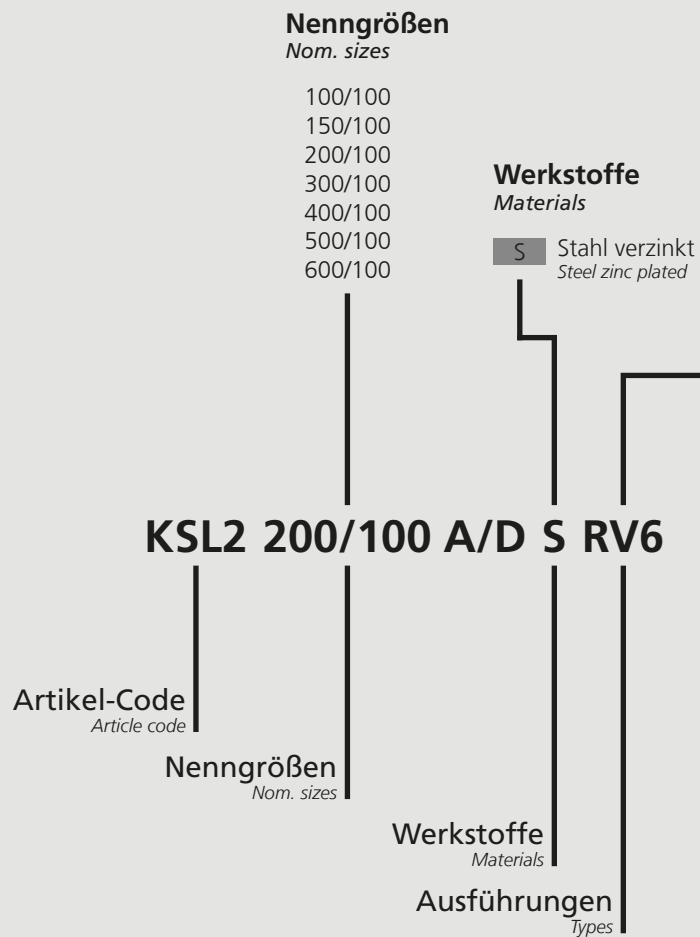 Nenngrößen
Nom. sizes
100/100
150/100
200/100
300/100
400/100
500/100
600/100
Werkstoffe
Materials
S Stahl verzinkt
Steel zinc plated
KSL2 200/100 A/D S RV6
Artikel-Code
Article code
Nenngrößen
Nom. sizes
Werkstoffe
Materials
Ausführungen
Types